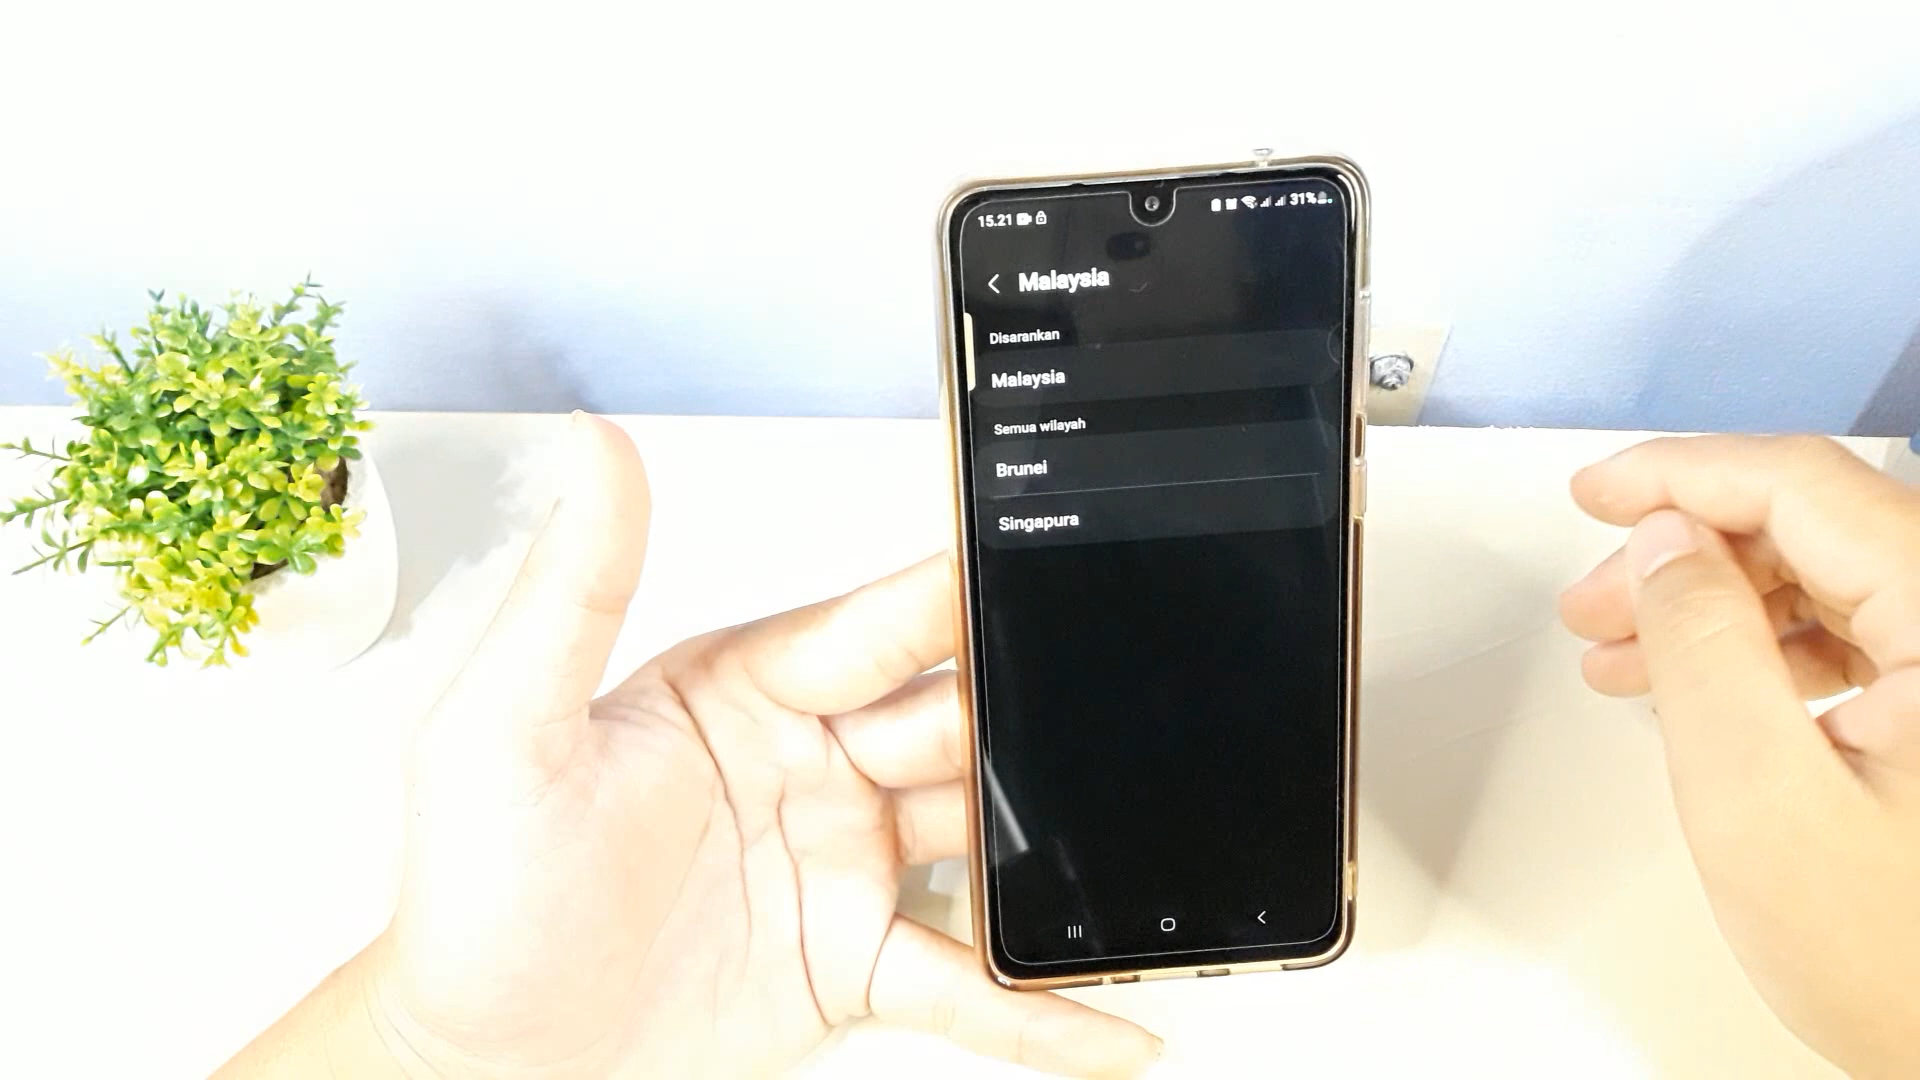 15.21
31%
Malaysia
Disarankan
Malaysia
Semua wilayah
Brunei
Singapura